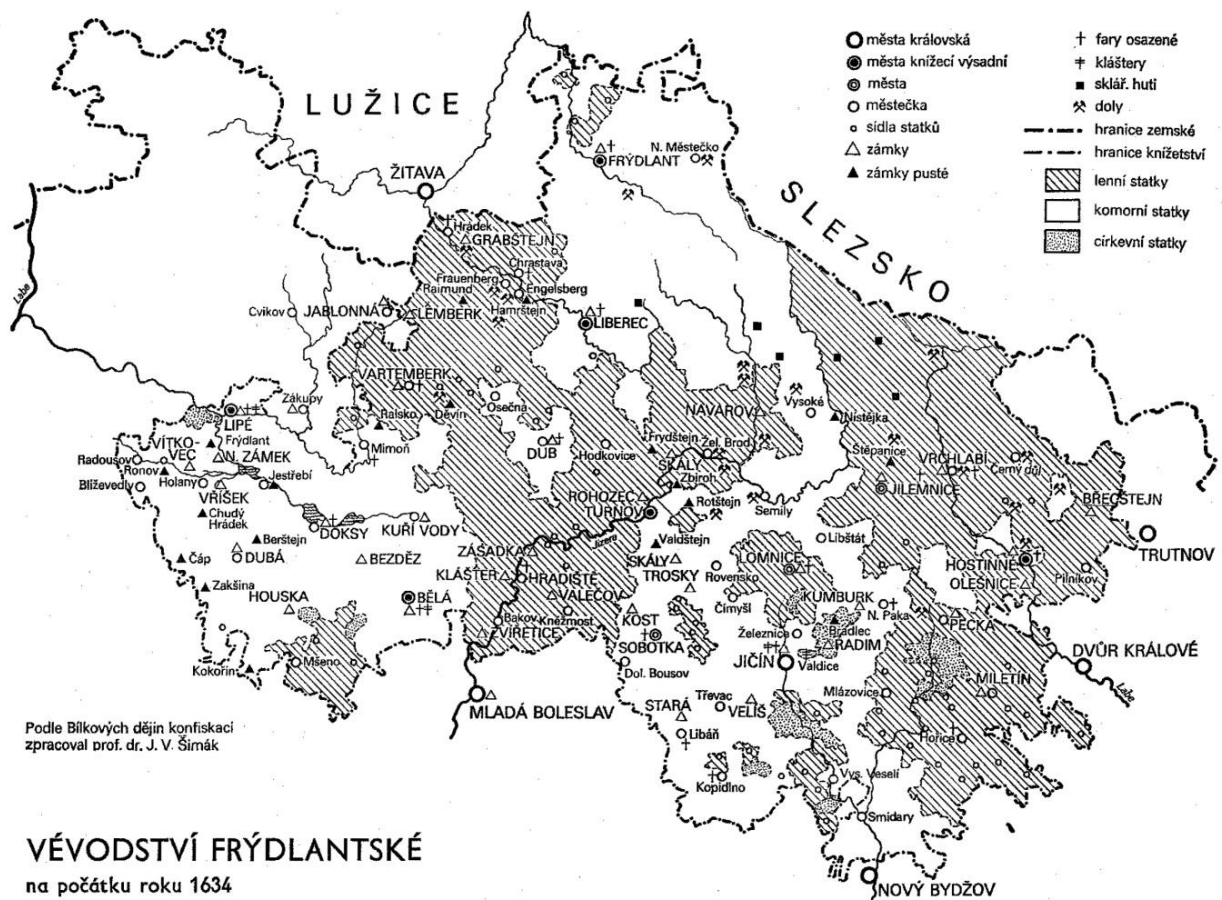 města královská
města knížecí výsadní
města
městečka
sídla statků
zámky
zámky pusté
fary osazené
kláštery
sklář. huti
doly
hranice zemské
hranice knížetství
lenní statky
komorní statky
církevní statky
LUŽICE
SLEZSKO
N. Městečko
FRÝDLANT
ŽITAVA
Hrádek
GRABŠTEJN
Chrastava
Frauenberg
Raimund
Engelsberg
Hamrštejn
Labe
Cvikov
JABLONNÁ
LEMBERK
LIBEREC
VARTEMBERK
Zákupy
Osečná
Vysoké
NAVAROV
Nístějka
LIPÉ
Ralsko
Děvín
Frýdlant
VÍTKO-
VEC
N. ZÁMEK
Mimoň
DUB
Hodkovice
Frydštejn
Žel. Brod
Štěpanice
VRCHLABÍ
Černý důl
Radousov
Ronov
Holany
Jestřebí
SKÁLY
Zbiroh
JILEMNICE
BRECŠTEJN
Blíževedly
VŘÍŠEK
ROHOZEC
Rotštejn
Semily
Chudý
Hrádek
DOKSY
KUŘÍ VODY
TURNOV
TRUTNOV
Berštejn
Jizera
Valdštejn
Libštát
Čáp
DUBÁ
BEZDĚZ
ZÁSADKA
SKÁLY
LOMNICE
HOSTINNÉ
TROSKY
Rovensko
Pilníkov
KLÁŠTER
HRADIŠTĚ
OLEŠNICE
Zakšína
VALEČOV
Čímyšl
KUMBURK
HOUSKA
BĚLÁ
N. Paka
Bakov
Kněžmost
KOST
PECKA
Bradlec
ZVÍŘETICE
SOBOTKA
Železnice
RADIM
Kokořín
Mšeno
Dol. Bousov
JIČÍN
Valdice
DVŮR KRÁLOVÉ
Labe
MLADÁ BOLESLAV
Třevac
Mlázovice
MILETÍN
STARÁ
VELIŠ
Podle Bílkových dějin konfiskací
zpracoval prof. dr. J. V. Šimák
Libáň
Hořice
Kopidlno
Vys. Veselí
Smidary
VÉVODSTVÍ FRÝDLANTSKÉ
na počátku roku 1634
NOVÝ BYDŽOV